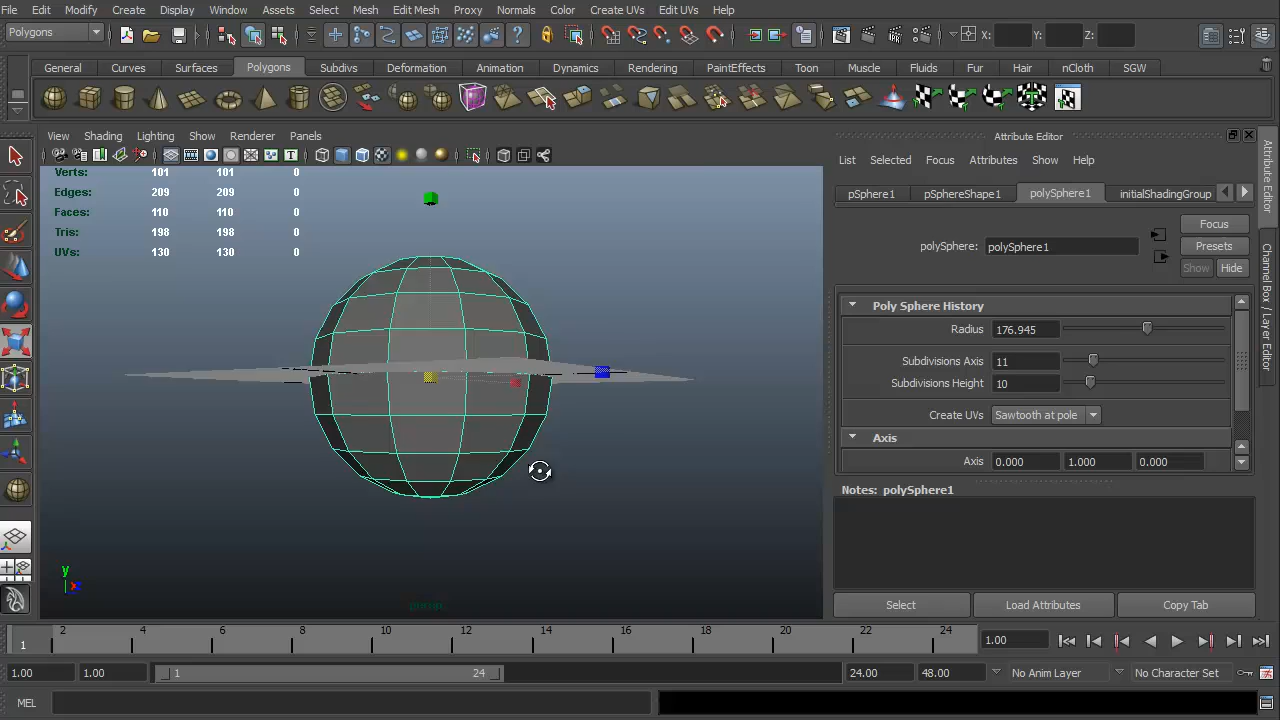 File Edit Modify Create Display Window Assets Select Mesh Edit Mesh Proxy Normals Color Create UVs Edit UVs Help
Polygons X: Y: Z:
General Curves Surfaces Polygons Subdivs Deformation Animation Dynamics Rendering PaintEffects Toon Muscle Fluids Fur Hair nCloth SGW
View Shading Lighting Show Renderer Panels
Attribute Editor
List Selected Focus Attributes Show Help
pSphere1 pSphereShape1 polySphere1 initialShadingGroup
polySphere: polySphere1
Focus
Presets
Show Hide
Verts: 101 101 0
Edges: 209 209 0
Faces: 110 110 0
Tris: 198 198 0
UVs: 130 130 0
Poly Sphere History
Radius 176.945
Subdivisions Axis 11
Subdivisions Height 10
Create UVs Sawtooth at pole
Axis
Axis 0.000 1.000 0.000
Notes: polySphere1
Select Load Attributes Copy Tab
Attribute Editor
Channel Box / Layer Editor
y
x
persp
1 2 4 6 8 10 12 14 16 18 20 22 24 1.00
1.00 1.00 1 24 24.00 48.00 No Anim Layer No Character Set
MEL